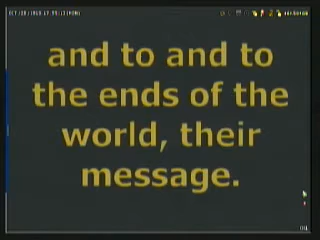 and to and to
the ends of the
world, their
message.